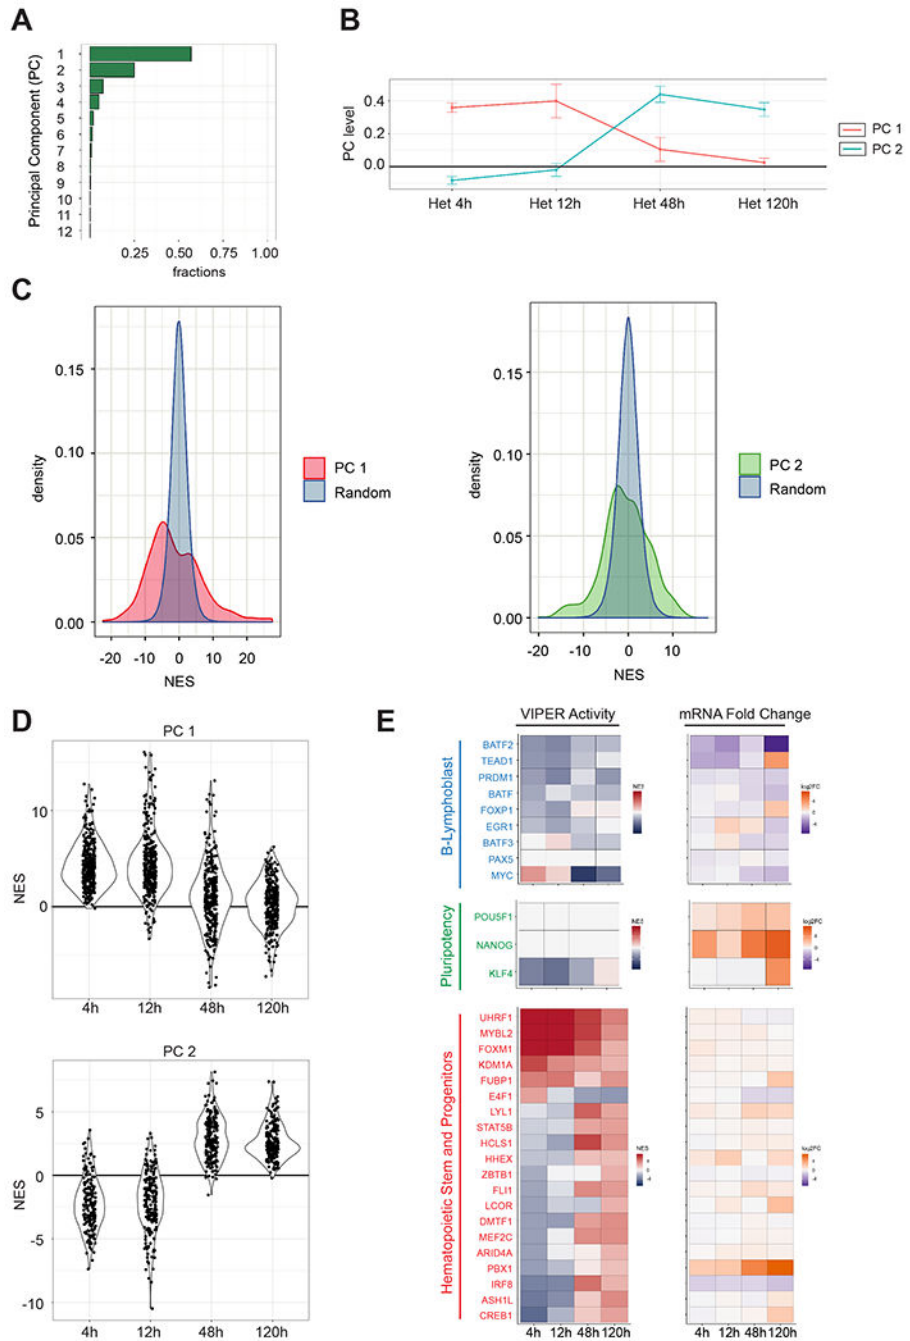 A
Principal Component (PC)
1
2
3
4
5
6
7
8
9
10
11
12
0.25 0.50 0.75 1.00
fractions
B
PC level
0.4
0.2
0.0
Het 4h Het 12h Het 48h Het 120h
PC 1
PC 2
C
density
0.15
0.10
0.05
0.00
-20 -10 0 10 20
NES
PC 1
Random
density
0.15
0.10
0.05
0.00
-20 -10 0 10
NES
PC 2
Random
D
PC 1
NES
10
0
4h 12h 48h 120h
PC 2
NES
5
0
-5
-10
4h 12h 48h 120h
E
VIPER Activity mRNA Fold Change
B-Lymphoblast
BATF2
TEAD1
PRDM1
BATF
FOXP1
EGR1
BATF3
PAX5
MYC
NES
log2FC
Pluripotency
POU5F1
NANOG
KLF4
NES
log2FC
Hematopoietic Stem and Progenitors
UHRF1
MYBL2
FOXM1
KDM1A
FUBP1
E4F1
LYL1
STAT5B
HCLS1
HHEX
ZBTB1
FLI1
LCOR
DMTF1
MEF2C
ARID4A
PBX1
IRF8
ASH1L
CREB1
NES
log2FC
4h 12h 48h 120h
4h 12h 48h 120h